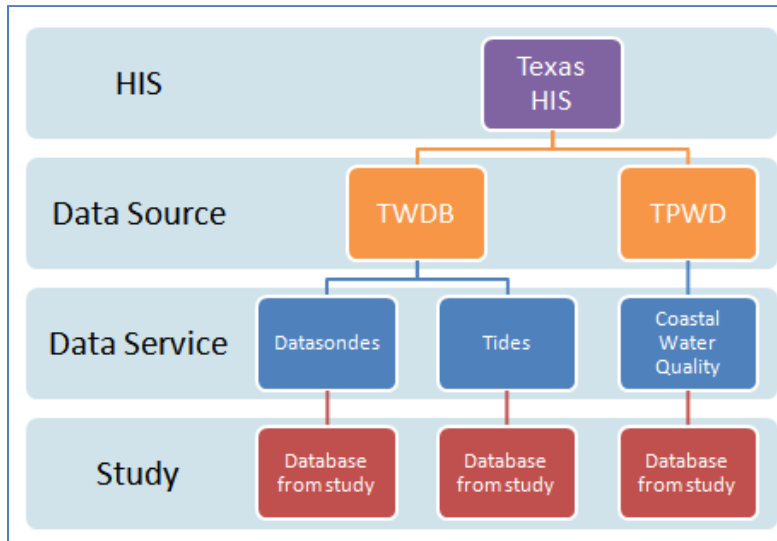 HIS
Texas
HIS
Data Source
TWDB
TPWD
Data Service
Datasondes
Tides
Coastal
Water
Quality
Study
Database
from study
Database
from study
Database
from study